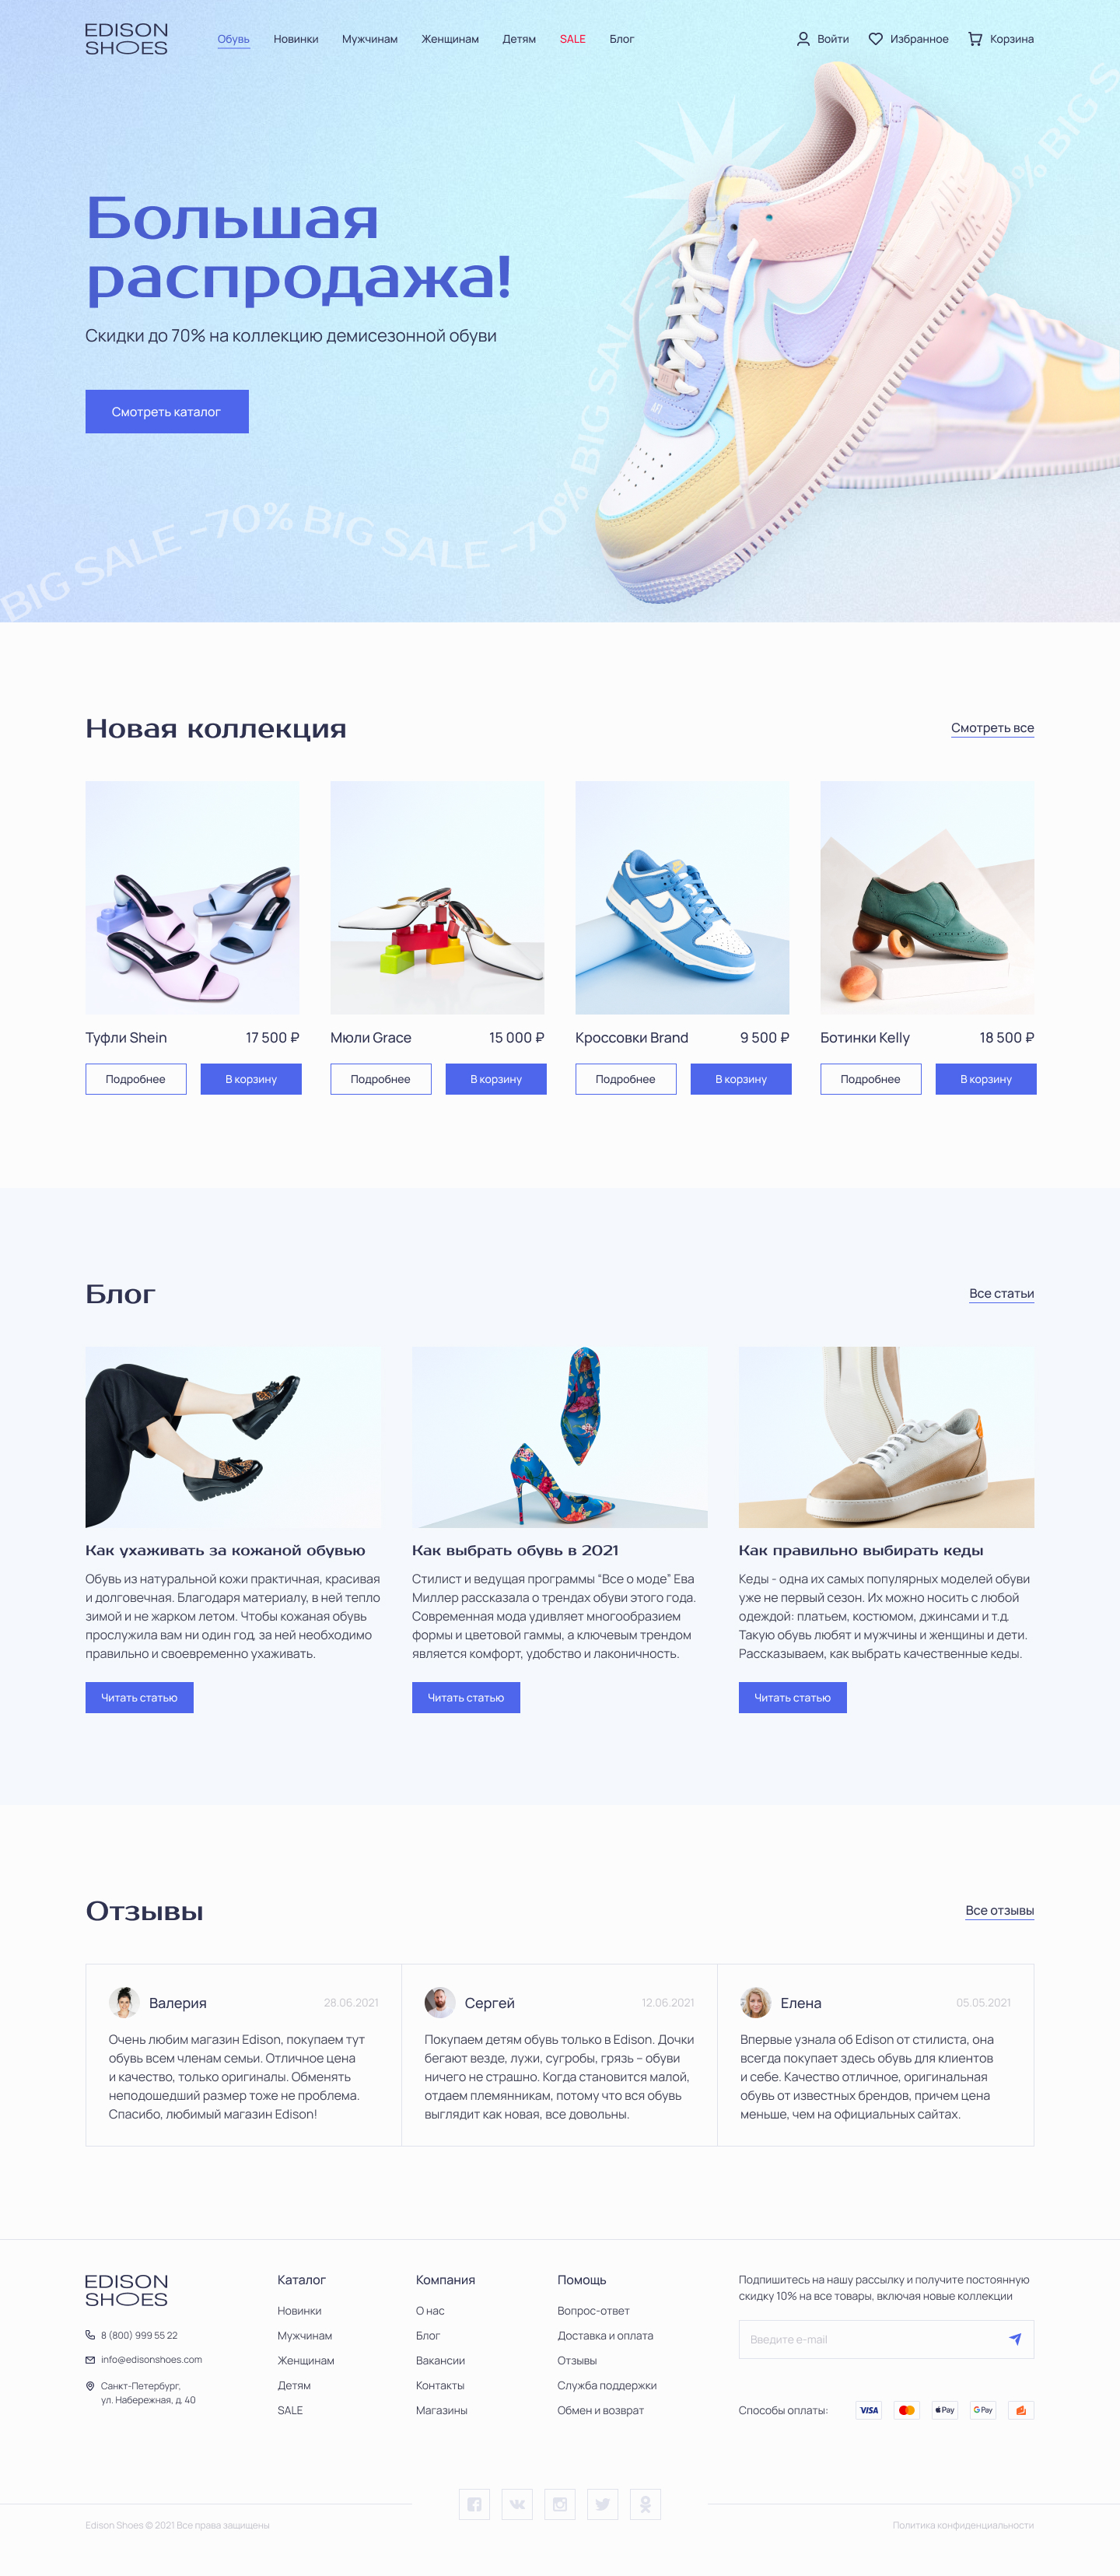 EDISON
SHOES
Обувь Новинки Мужчинам Женщинам Детям SALE Блог
Войти Избранное Корзина
Большая
распродажа!
Скидки до 70% на коллекцию демисезонной обуви
Смотреть каталог
BIG SALE -70% BIG SALE -70% BIG SALE
0% BIG S
AIR
AIR
AF1
Новая коллекция
Смотреть все
Туфли Shein 17 500 ₽
Подробнее В корзину
Мюли Grace 15 000 ₽
Подробнее В корзину
Кроссовки Brand 9 500 ₽
Подробнее В корзину
Ботинки Kelly 18 500 ₽
Подробнее В корзину
Блог
Все статьи
Как ухаживать за кожаной обувью
Обувь из натуральной кожи практичная, красивая
и долговечная. Благодаря материалу, в ней тепло
зимой и не жарком летом. Чтобы кожаная обувь
прослужила вам ни один год, за ней необходимо
правильно и своевременно ухаживать.
Читать статью
Как выбрать обувь в 2021
Стилист и ведущая программы “Все о моде” Ева
Миллер рассказала о трендах обуви этого года.
Современная мода удивляет многообразием
формы и цветовой гаммы, а ключевым трендом
является комфорт, удобство и лаконичность.
Читать статью
Как правильно выбирать кеды
Кеды - одна их самых популярных моделей обуви
уже не первый сезон. Их можно носить с любой
одеждой: платьем, костюмом, джинсами и т.д.
Такую обувь любят и мужчины и женщины и дети.
Рассказываем, как выбрать качественные кеды.
Читать статью
Отзывы
Все отзывы
Валерия 28.06.2021
Очень любим магазин Edison, покупаем тут
обувь всем членам семьи. Отличное цена
и качество, только оригиналы. Обменять
неподошедший размер тоже не проблема.
Спасибо, любимый магазин Edison!
Сергей 12.06.2021
Покупаем детям обувь только в Edison. Дочки
бегают везде, лужи, сугробы, грязь – обуви
ничего не страшно. Когда становится малой,
отдаем племянникам, потому что вся обувь
выглядит как новая, все довольны.
Елена 05.05.2021
Впервые узнала об Edison от стилиста, она
всегда покупает здесь обувь для клиентов
и себе. Качество отличное, оригинальная
обувь от известных брендов, причем цена
меньше, чем на официальных сайтах.
EDISON
SHOES
8 (800) 999 55 22
info@edisonshoes.com
Санкт-Петербург,
ул. Набережная, д. 40
Каталог
Новинки
Мужчинам
Женщинам
Детям
SALE
Компания
О нас
Блог
Вакансии
Контакты
Магазины
Помощь
Вопрос-ответ
Доставка и оплата
Отзывы
Служба поддержки
Обмен и возврат
Подпишитесь на нашу рассылку и получите постоянную
скидку 10% на все товары, включая новые коллекции
Введите e-mail
Способы оплаты: VISA Pay G Pay
Edison Shoes © 2021 Все права защищены
Политика конфиденциальности